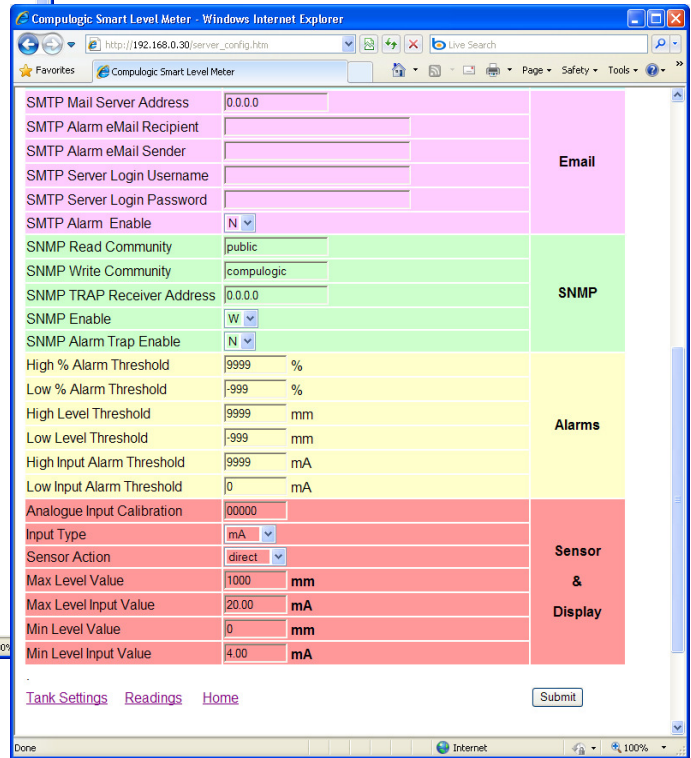 Compulogic Smart Level Meter - Windows Internet Explorer
http://192.168.0.30/server_config.htm
Live Search
Favorites Compulogic Smart Level Meter Page Safety Tools »
SMTP Mail Server Address 0.0.0.0
SMTP Alarm eMail Recipient
SMTP Alarm eMail Sender
Email
SMTP Server Login Username
SMTP Server Login Password
SMTP Alarm Enable N
SNMP Read Community public
SNMP Write Community compulogic
SNMP TRAP Receiver Address 0.0.0.0
SNMP
SNMP Enable W
SNMP Alarm Trap Enable N
High % Alarm Threshold 9999 %
Low % Alarm Threshold -999 %
High Level Threshold 9999 mm
Alarms
Low Level Threshold -999 mm
High Input Alarm Threshold 9999 mA
Low Input Alarm Threshold 0 mA
Analogue Input Calibration 00000
Input Type mA
Sensor Action direct
Sensor & Display
Max Level Value 1000 mm
Max Level Input Value 20.00 mA
Min Level Value 0 mm
Min Level Input Value 4.00 mA
.
Tank Settings Readings Home Submit
Done Internet 100%